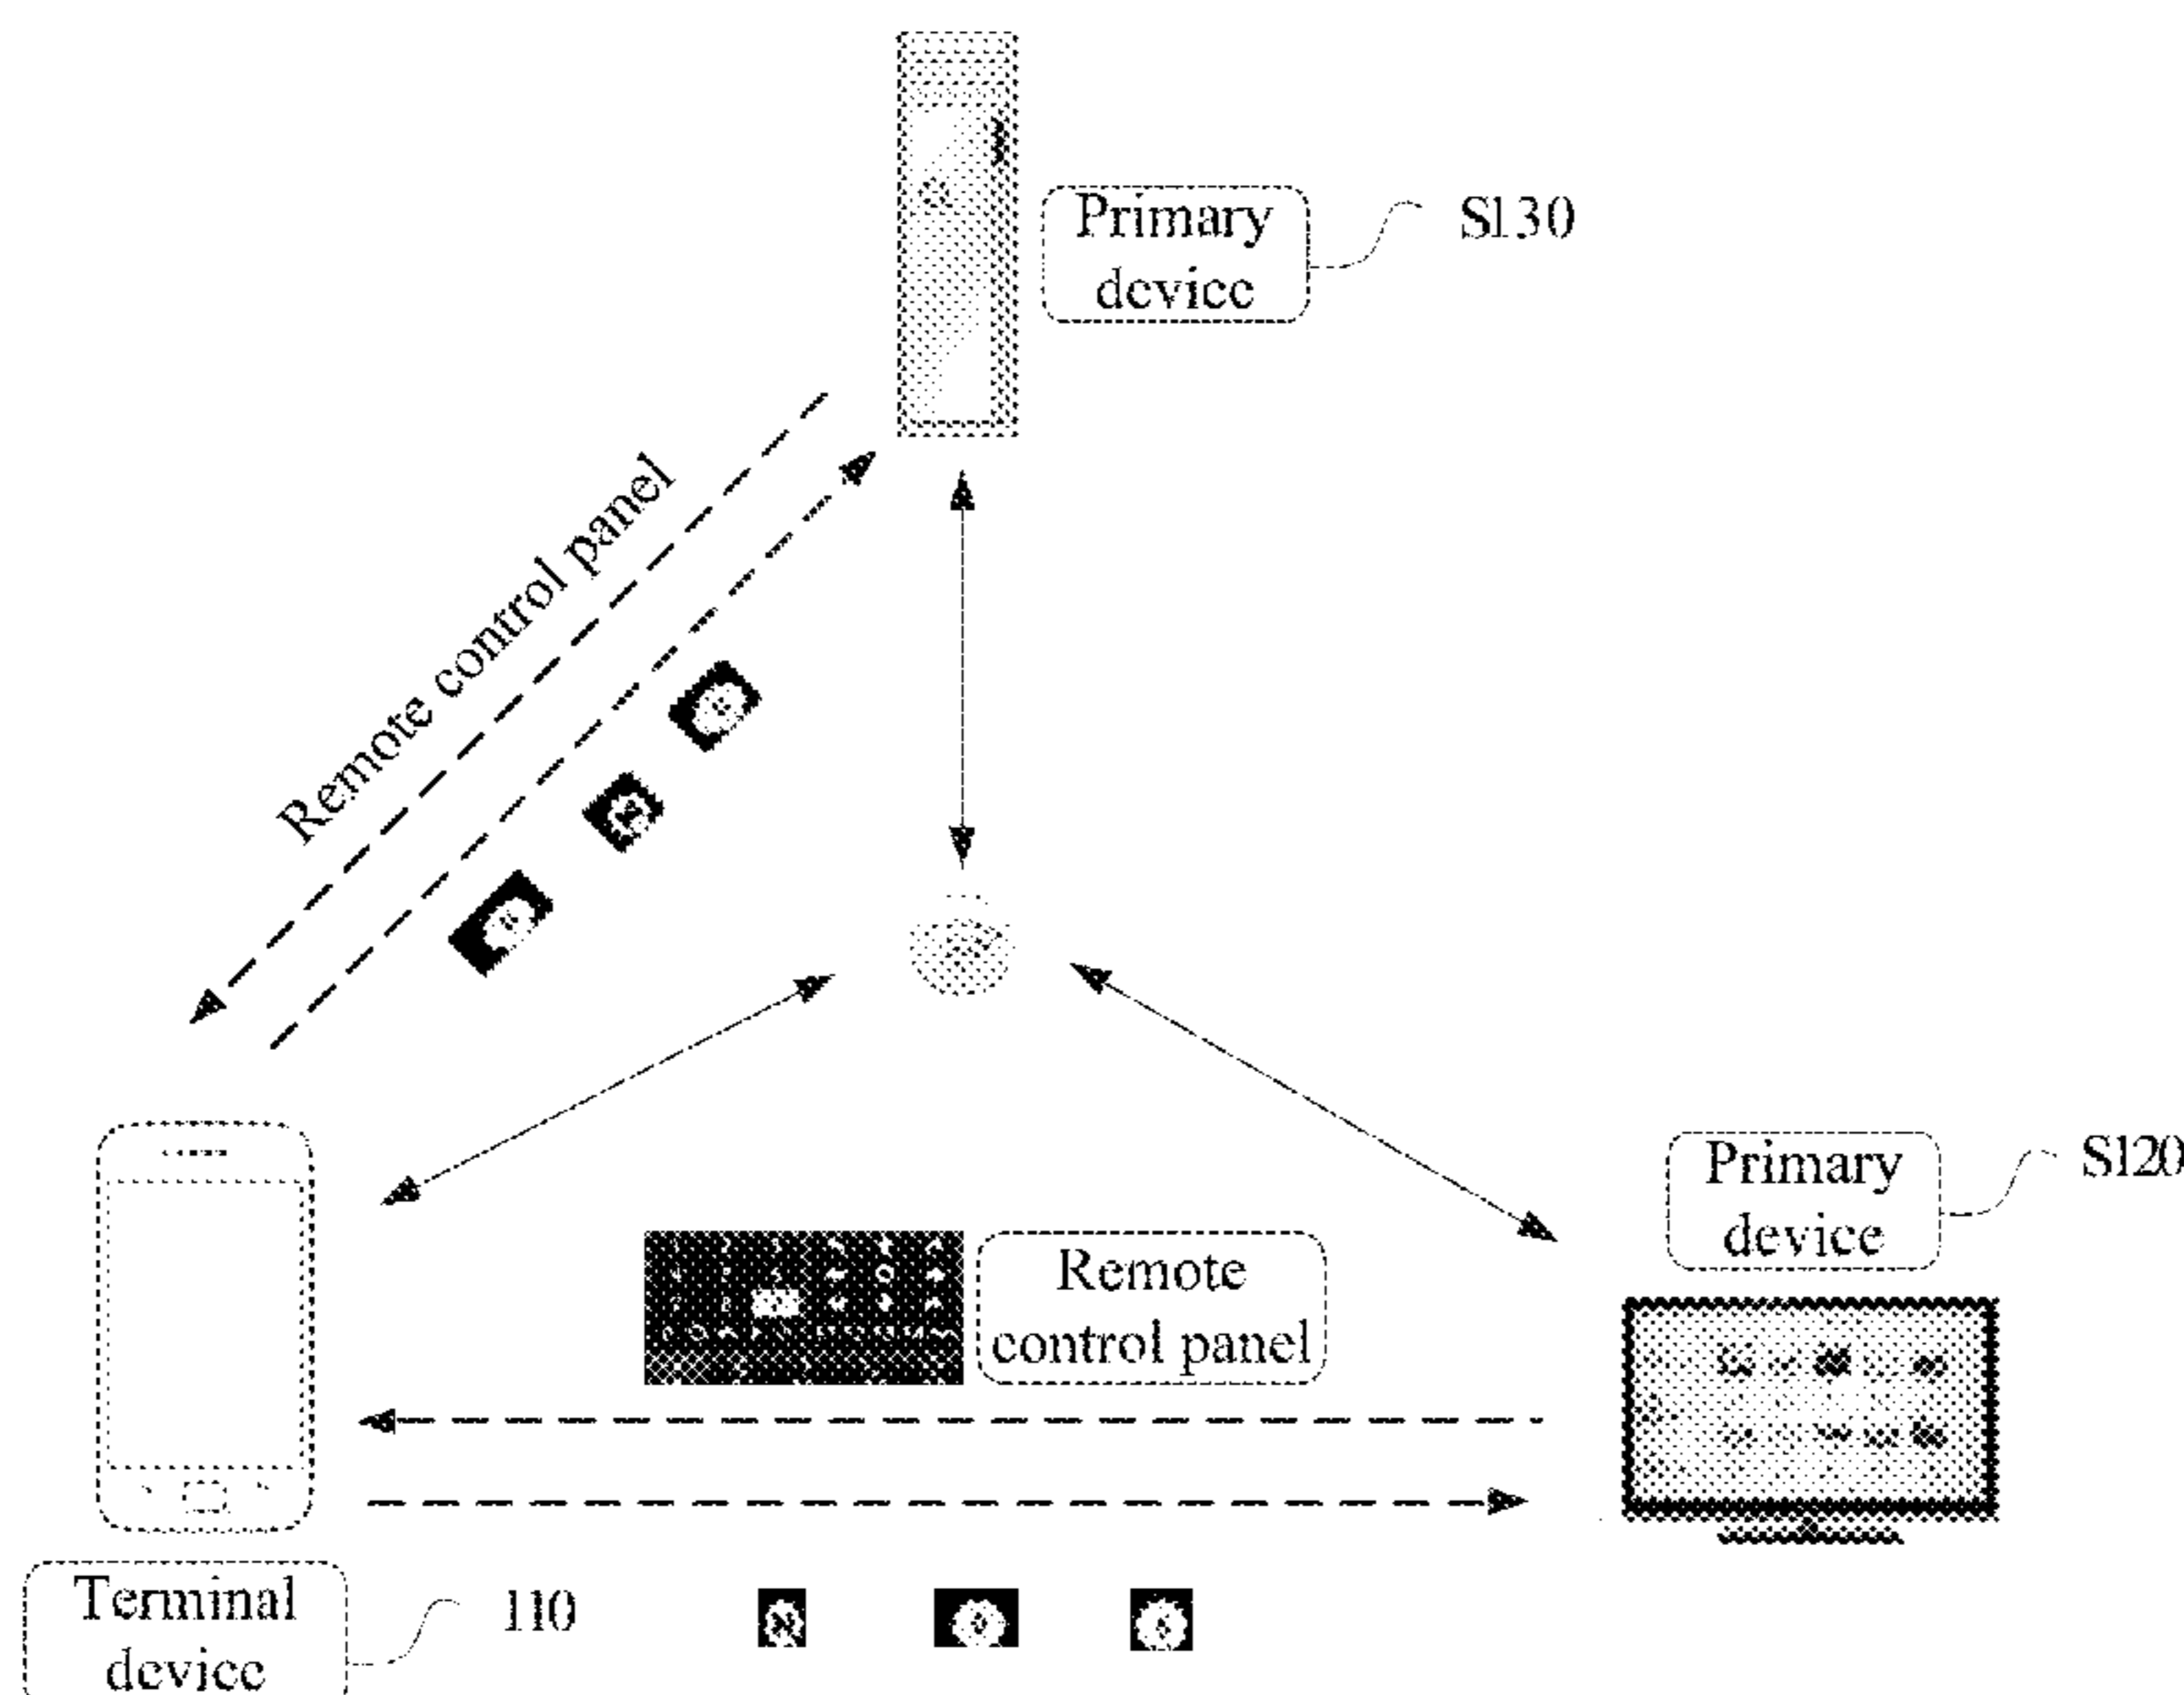 Primary
device
S130
Remote control panel
Primary
device
S120
Remote
control panel
Terminal
device
110